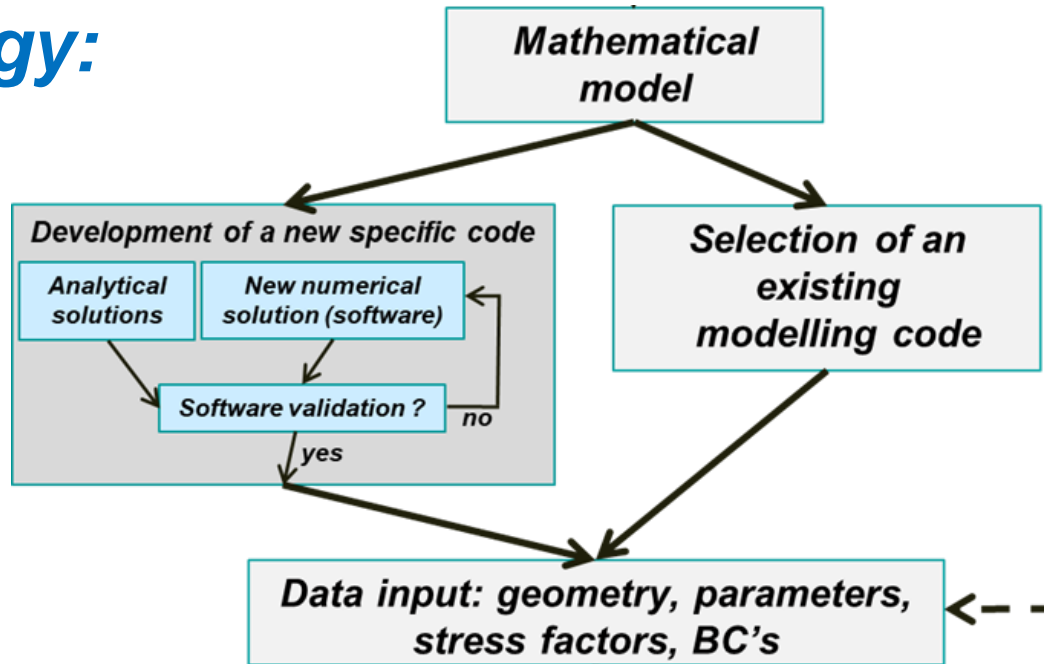 gy:
Mathematical
model
Development of a new specific code
Analytical
solutions
New numerical
solution (software)
Software validation ?
no
yes
Selection of an
existing
modelling code
Data input: geometry, parameters,
stress factors, BC's